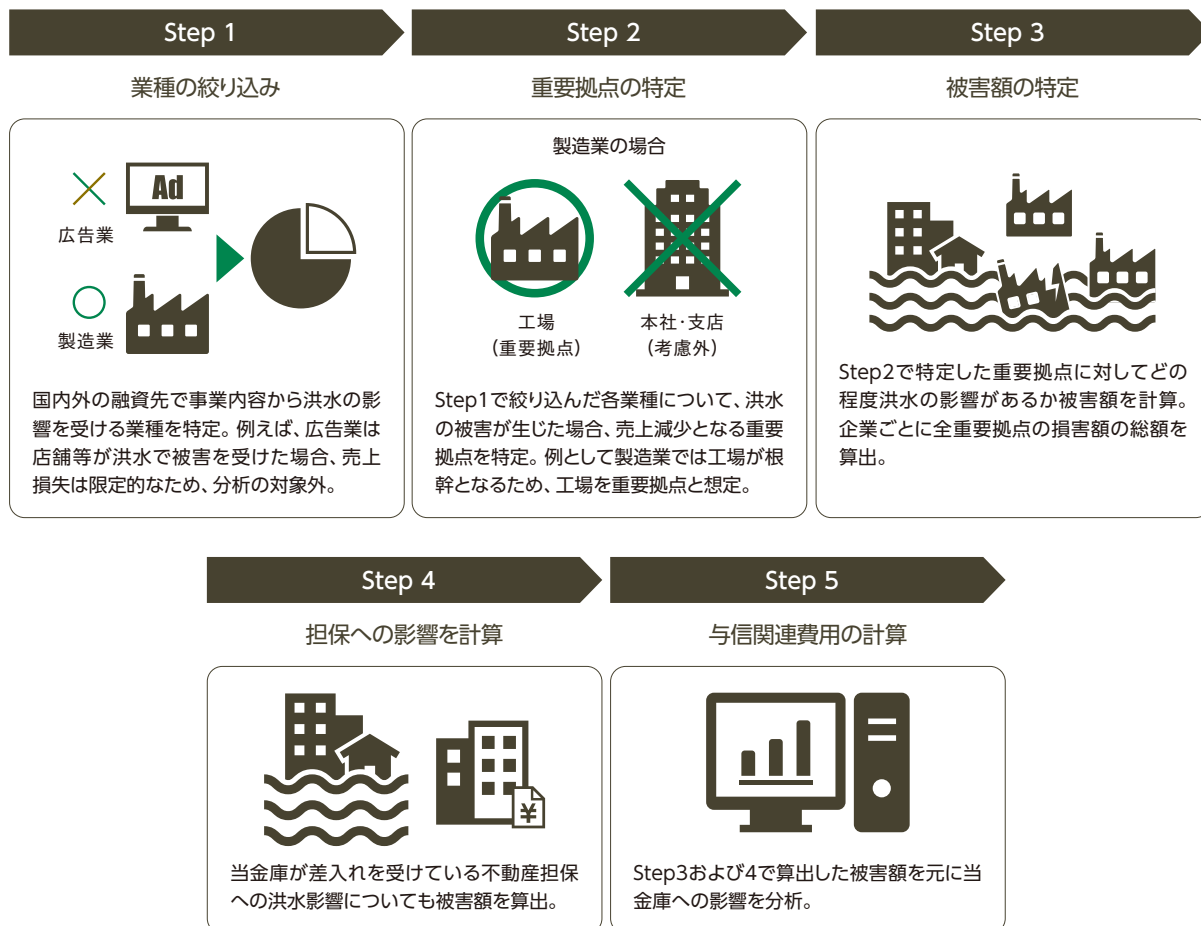 Step 1
業種の絞り込み
Ad
広告業
製造業
国内外の融資先で事業内容から洪水の影
響を受ける業種を特定。例えば、広告業は
店舗等が洪水で被害を受けた場合、売上
損失は限定的なため、分析の対象外。
Step 2
重要拠点の特定
製造業の場合
工場
(重要拠点)
本社・支店
(考慮外)
Step1で絞り込んだ各業種について、洪水
の被害が生じた場合、売上減少となる重要
拠点を特定。例として製造業では工場が根
幹となるため、工場を重要拠点と想定。
Step 3
被害額の特定
Step2で特定した重要拠点に対してどの
程度洪水の影響があるか被害額を計算。
企業ごとに全重要拠点の損害額の総額を
算出。
Step 4
担保への影響を計算
¥
当金庫が差入れを受けている不動産担保
への洪水影響についても被害額を算出。
Step 5
与信関連費用の計算
Step3および4で算出した被害額を元に当
金庫への影響を分析。